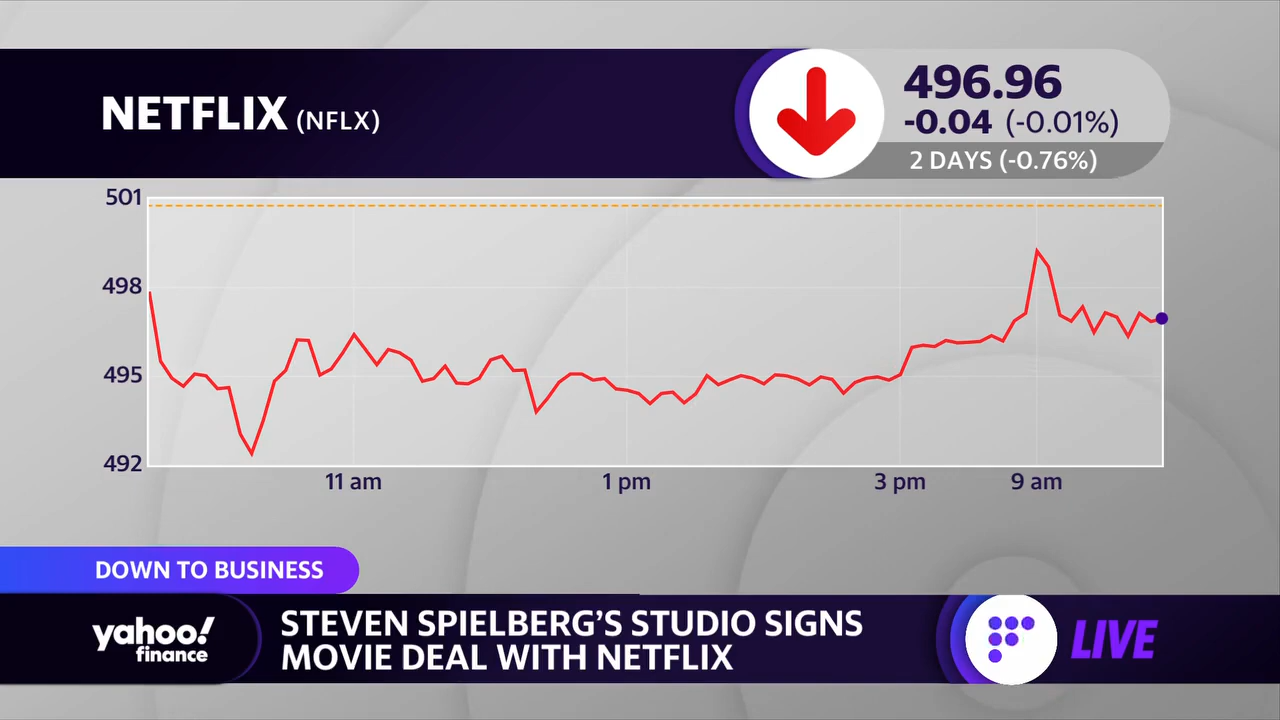 NETFLIX (NFLX)
496.96
-0.04 (-0.01%)
2 DAYS (-0.76%)
501
498
495
492
11 am 1 pm 3 pm 9 am
DOWN TO BUSINESS
yahoo!
finance
STEVEN SPIELBERG'S STUDIO SIGNS
MOVIE DEAL WITH NETFLIX
LIVE